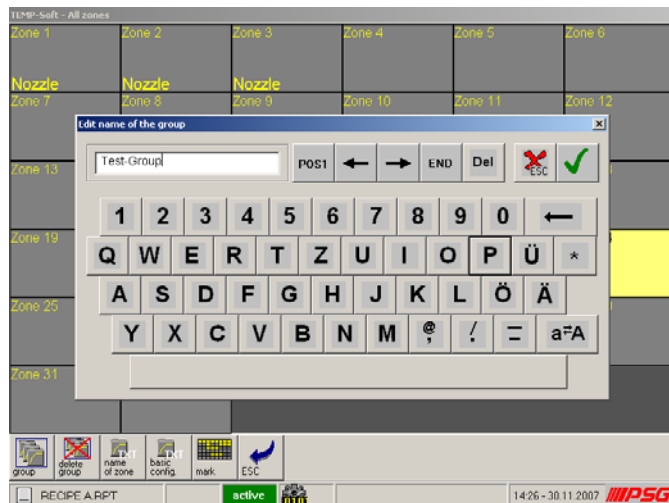 TEMP-Soft - All zones
Zone 1 Zone 2 Zone 3 Zone 4 Zone 5 Zone 6
Nozzle Nozzle Nozzle
Zone 7 Zone 8 Zone 9 Zone 10 Zone 11 Zone 12
Edit name of the group
Test-Group POS1 END Del ESC
Zone 13
1 2 3 4 5 6 7 8 9 0
Zone 19
Q W E R T Z U I O P Ü *
A S D F G H J K L Ö Ä
Zone 25
Y X C V B N M @ ; ! / = a⇄A
Zone 31
group delete group name of zone TXT basic config. TXT mark. ESC
RECIPE A.RPT active 0101 14:26 - 30.11.2007 PSG